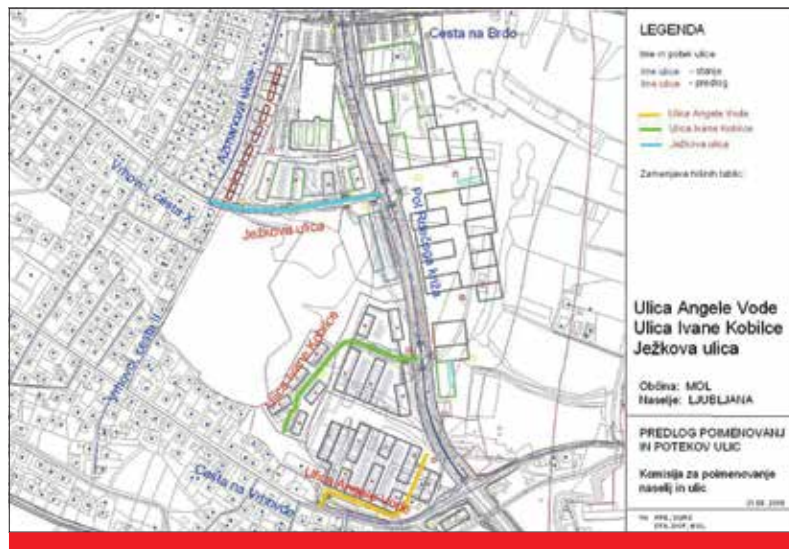 Cesta na Brdo
Azmanova ulica
Vrhovci, cesta X
Ježkova ulica
Pot Rdečega križa
Vrhovci, cesta II
Ulica Ivane Kobilce
Cesta na Vrhovce
Ulica Angele Vode
LEGENDA
Ime in potek ulice
Ime ulice - stanje
Ime ulice - predlog
Ulica Angele Vode
Ulica Ivane Kobilce
Ježkova ulica
Zamenjava hišnih tablic:
Ulica Angele Vode
Ulica Ivane Kobilce
Ježkova ulica
Občina: MOL
Naselje: LJUBLJANA
PREDLOG POIMENOVANJ
IN POTEKOV ULIC
Komisija za poimenovanje
naselij in ulic